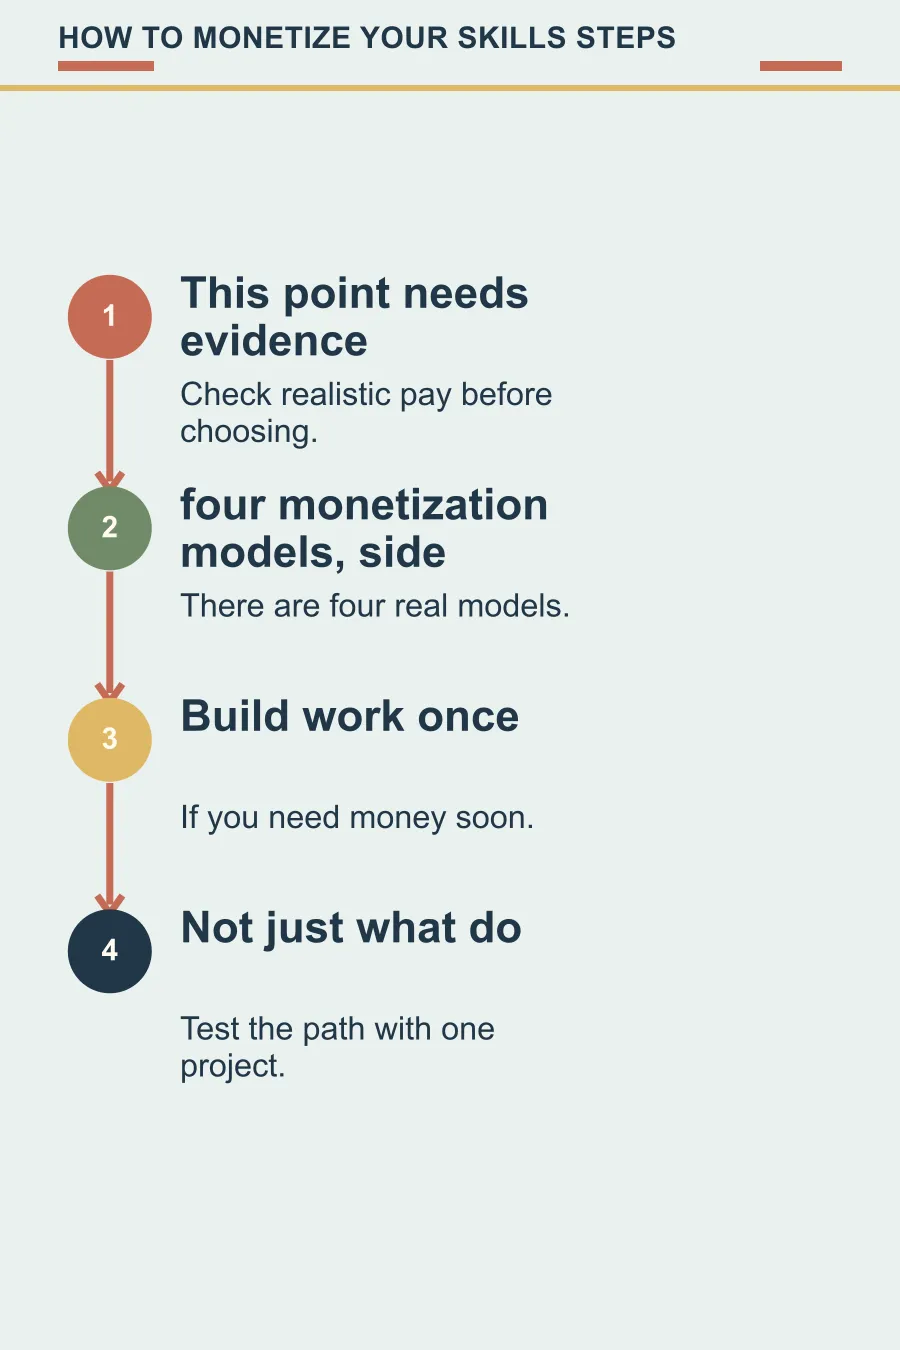 HOW TO MONETIZE YOUR SKILLS STEPS
1
This point needs
evidence
Check realistic pay before
choosing.
2
four monetization
models, side
There are four real models.
3
Build work once
If you need money soon.
4
Not just what do
Test the path with one
project.